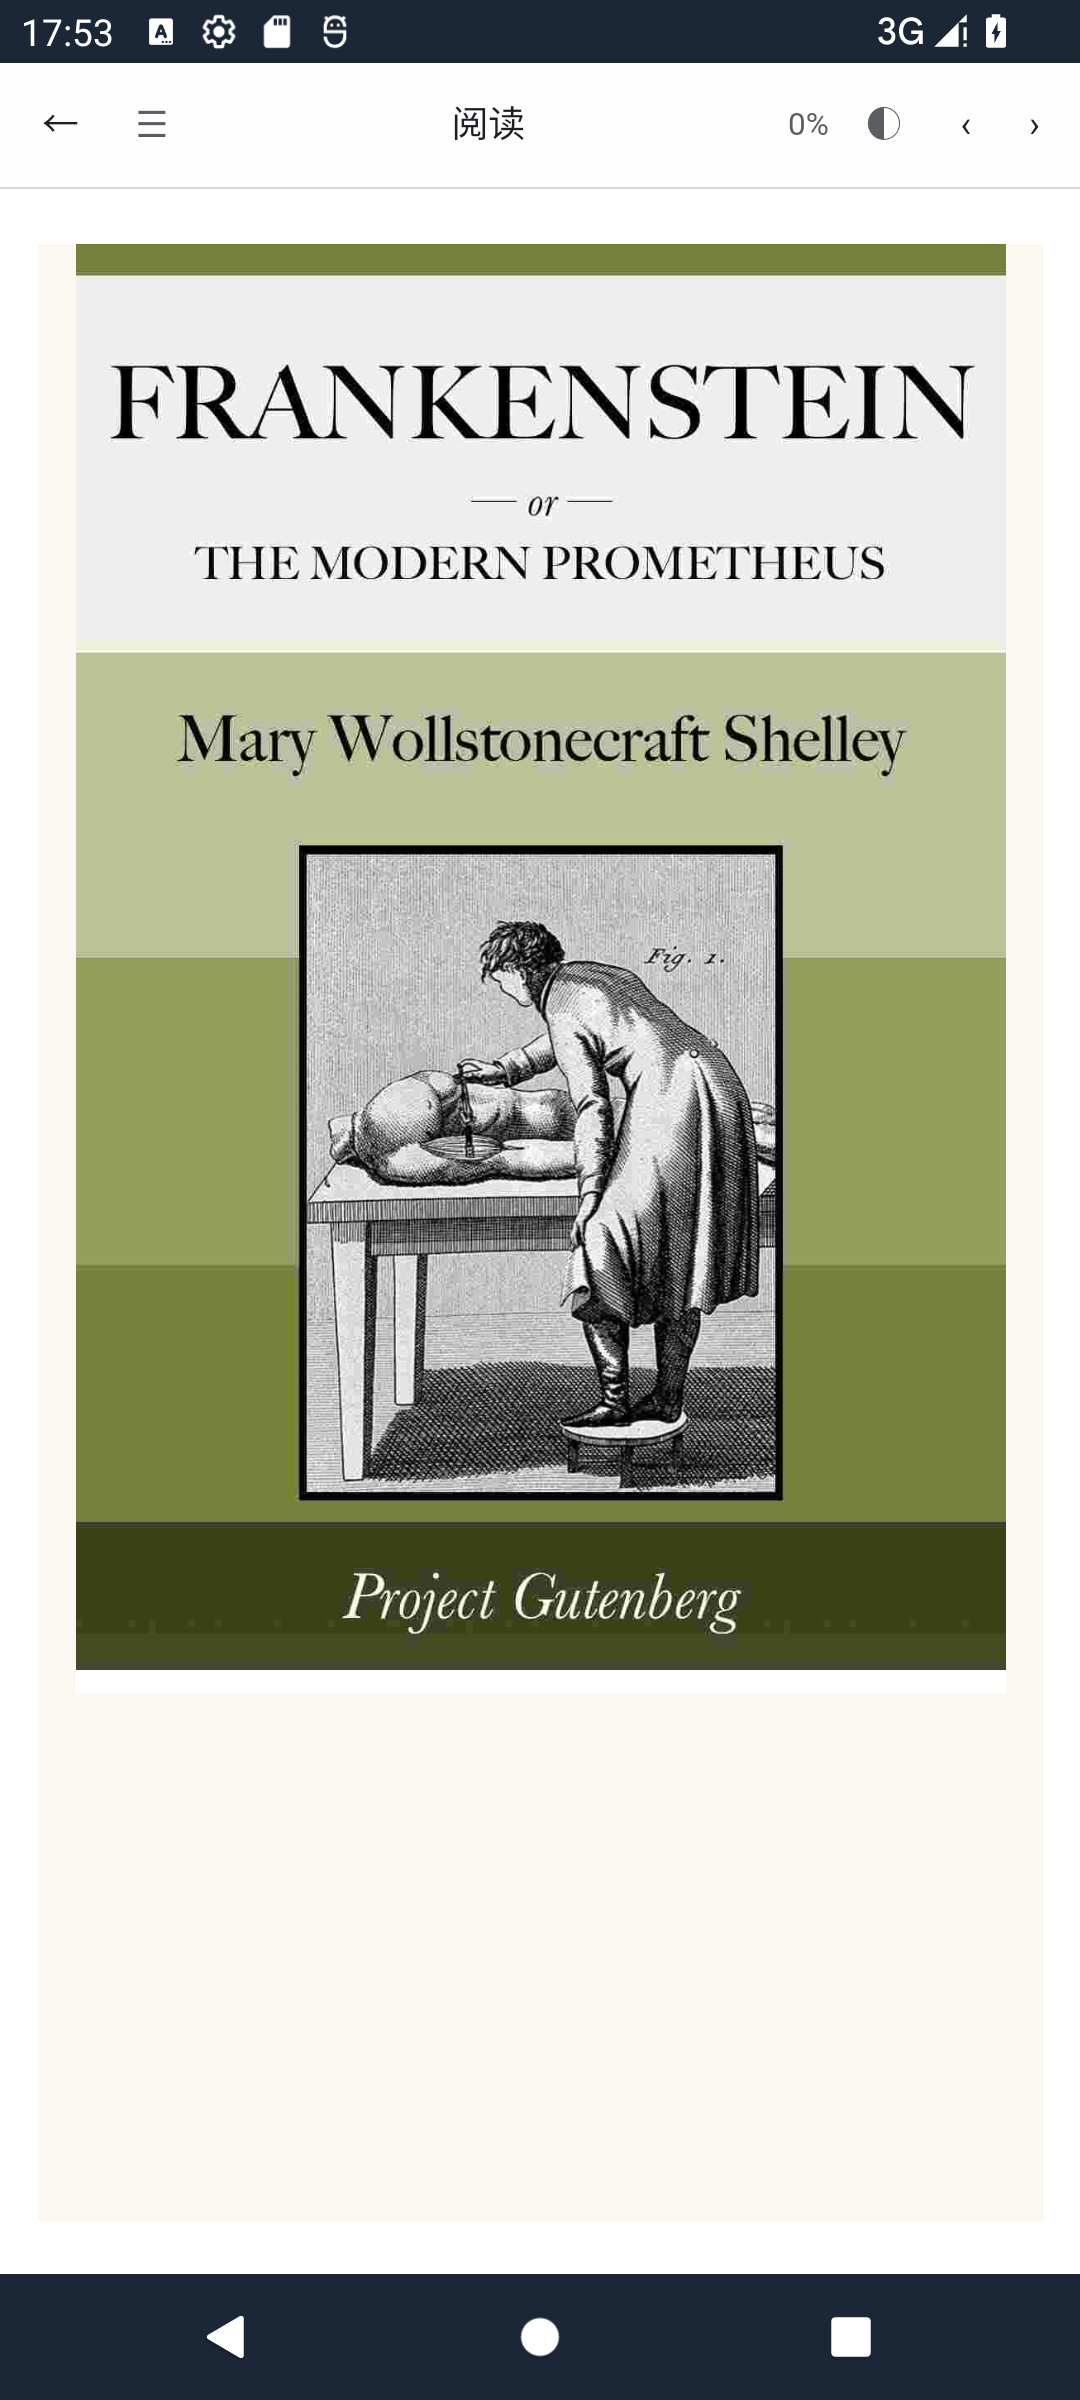 17:53
3G
阅读
0%
FRANKENSTEIN
or
THE MODERN PROMETHEUS
Mary Wollstonecraft Shelley
Fig. 1.
Project Gutenberg